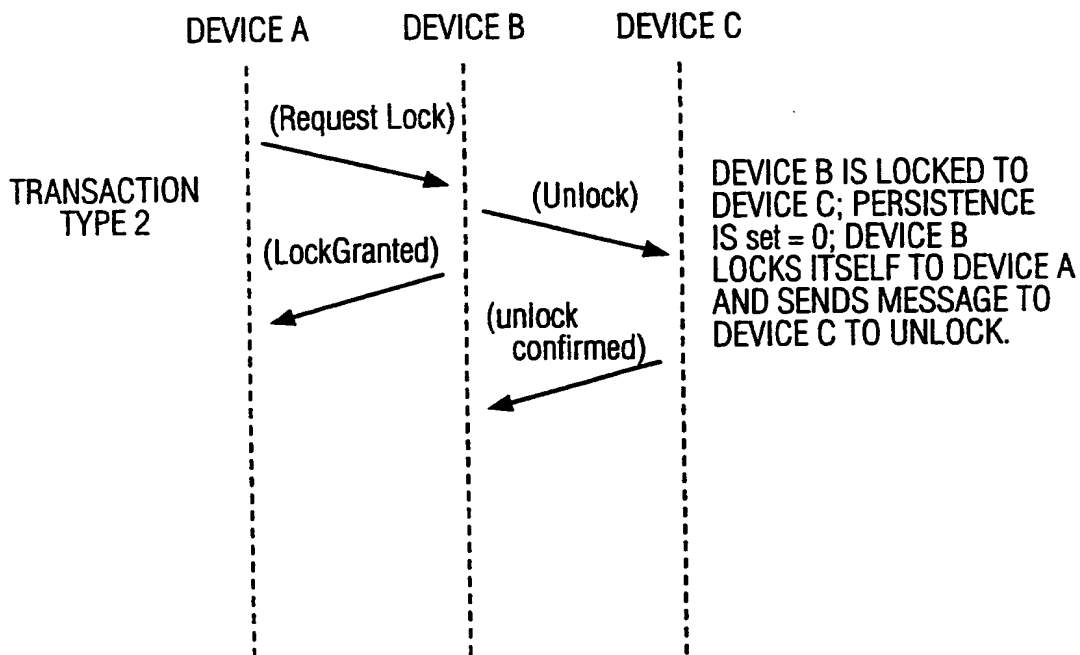 DEVICE A DEVICE B DEVICE C
(Request Lock)
TRANSACTION
TYPE 2
(Unlock)
(LockGranted)
(unlock
confirmed)
DEVICE B IS LOCKED TO
DEVICE C; PERSISTENCE
IS set = 0; DEVICE B
LOCKS ITSELF TO DEVICE A
AND SENDS MESSAGE TO
DEVICE C TO UNLOCK.